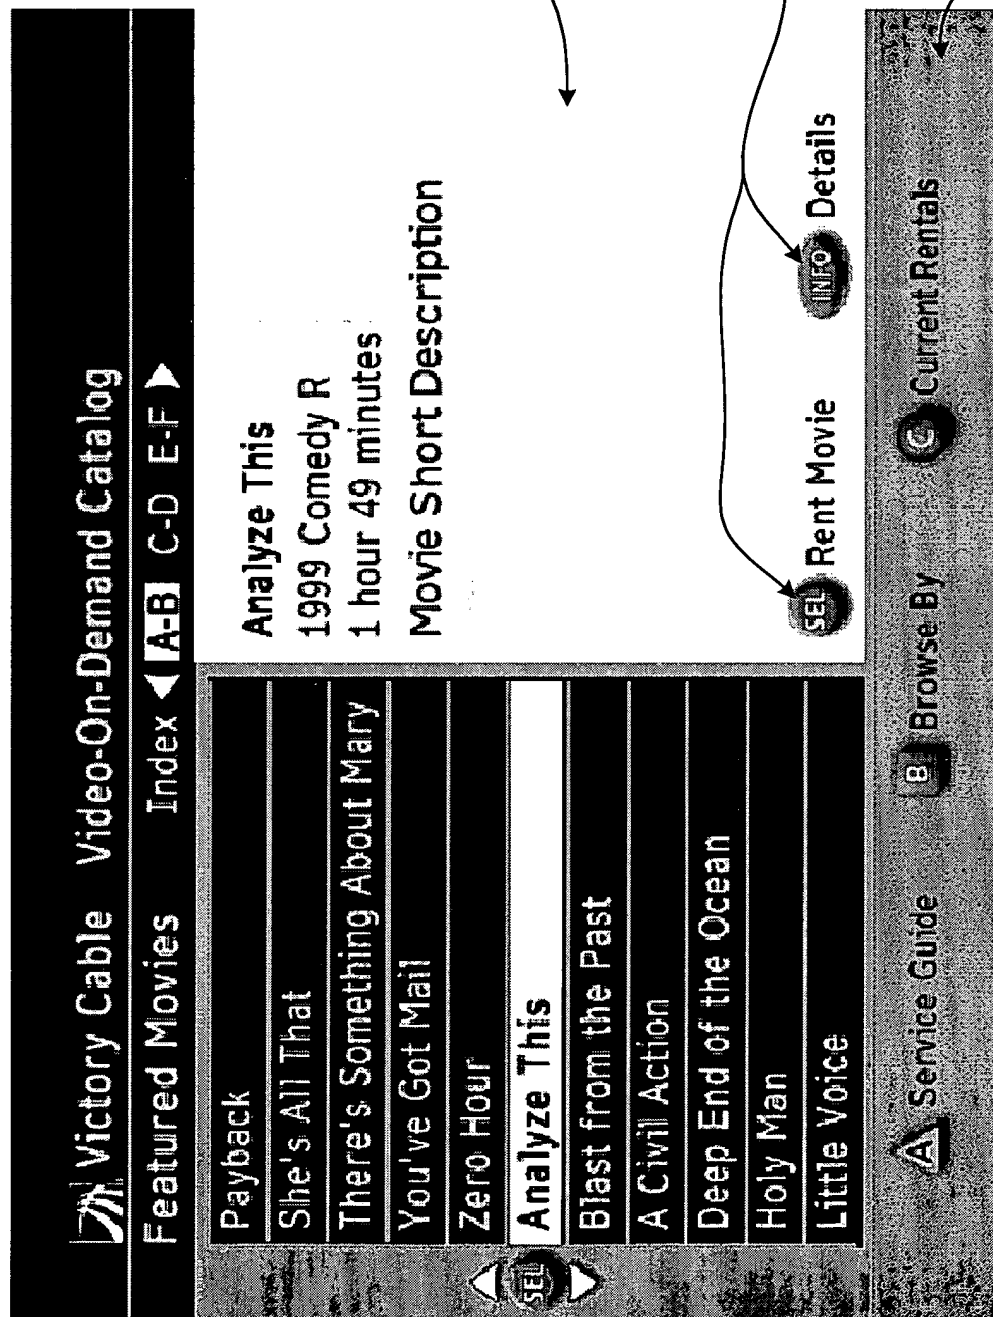 Victory Cable Video-On-Demand Catalog
Featured Movies Index A-B C-D E-F
Payback
She's All That
There's Something About Mary
You've Got Mail
Zero Hour
SEL Analyze This
Blast from the Past
A Civil Action
Deep End of the Ocean
Holy Man
Little Voice
Analyze This
1999 Comedy R
1 hour 49 minutes
Movie Short Description
SEL Rent Movie INFO Details
A Service Guide B Browse By C Current Rentals